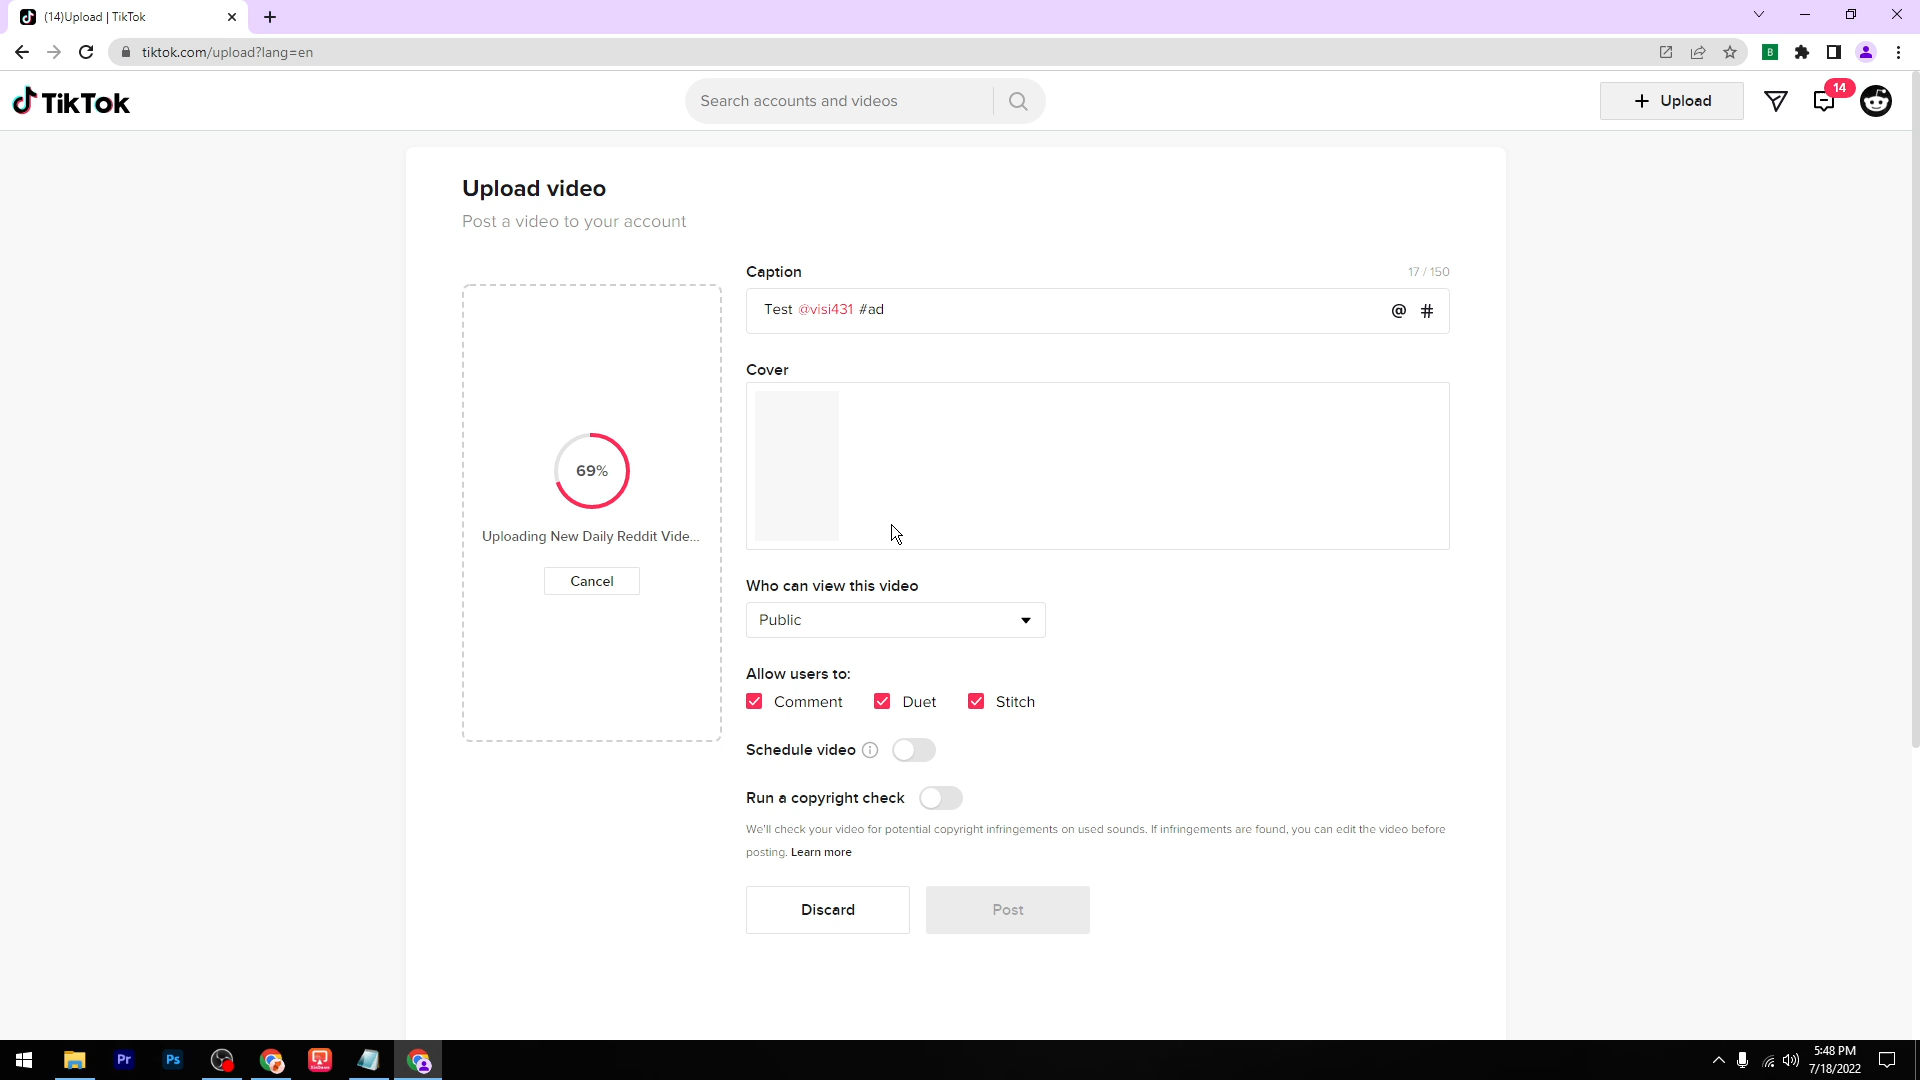 (14)Upload | TikTok
tiktok.com/upload?lang=en
B
TikTok
Search accounts and videos
Upload
14
Upload video
Post a video to your account
Caption
17 / 150
Test @visi431 #ad
@ #
Cover
69%
Uploading New Daily Reddit Vide...
Cancel
Who can view this video
Public
Allow users to:
Comment Duet Stitch
Schedule video
Run a copyright check
We'll check your video for potential copyright infringements on used sounds. If infringements are found, you can edit the video before
posting. Learn more
Discard
Post
Pr
Ps
5:48 PM
7/18/2022